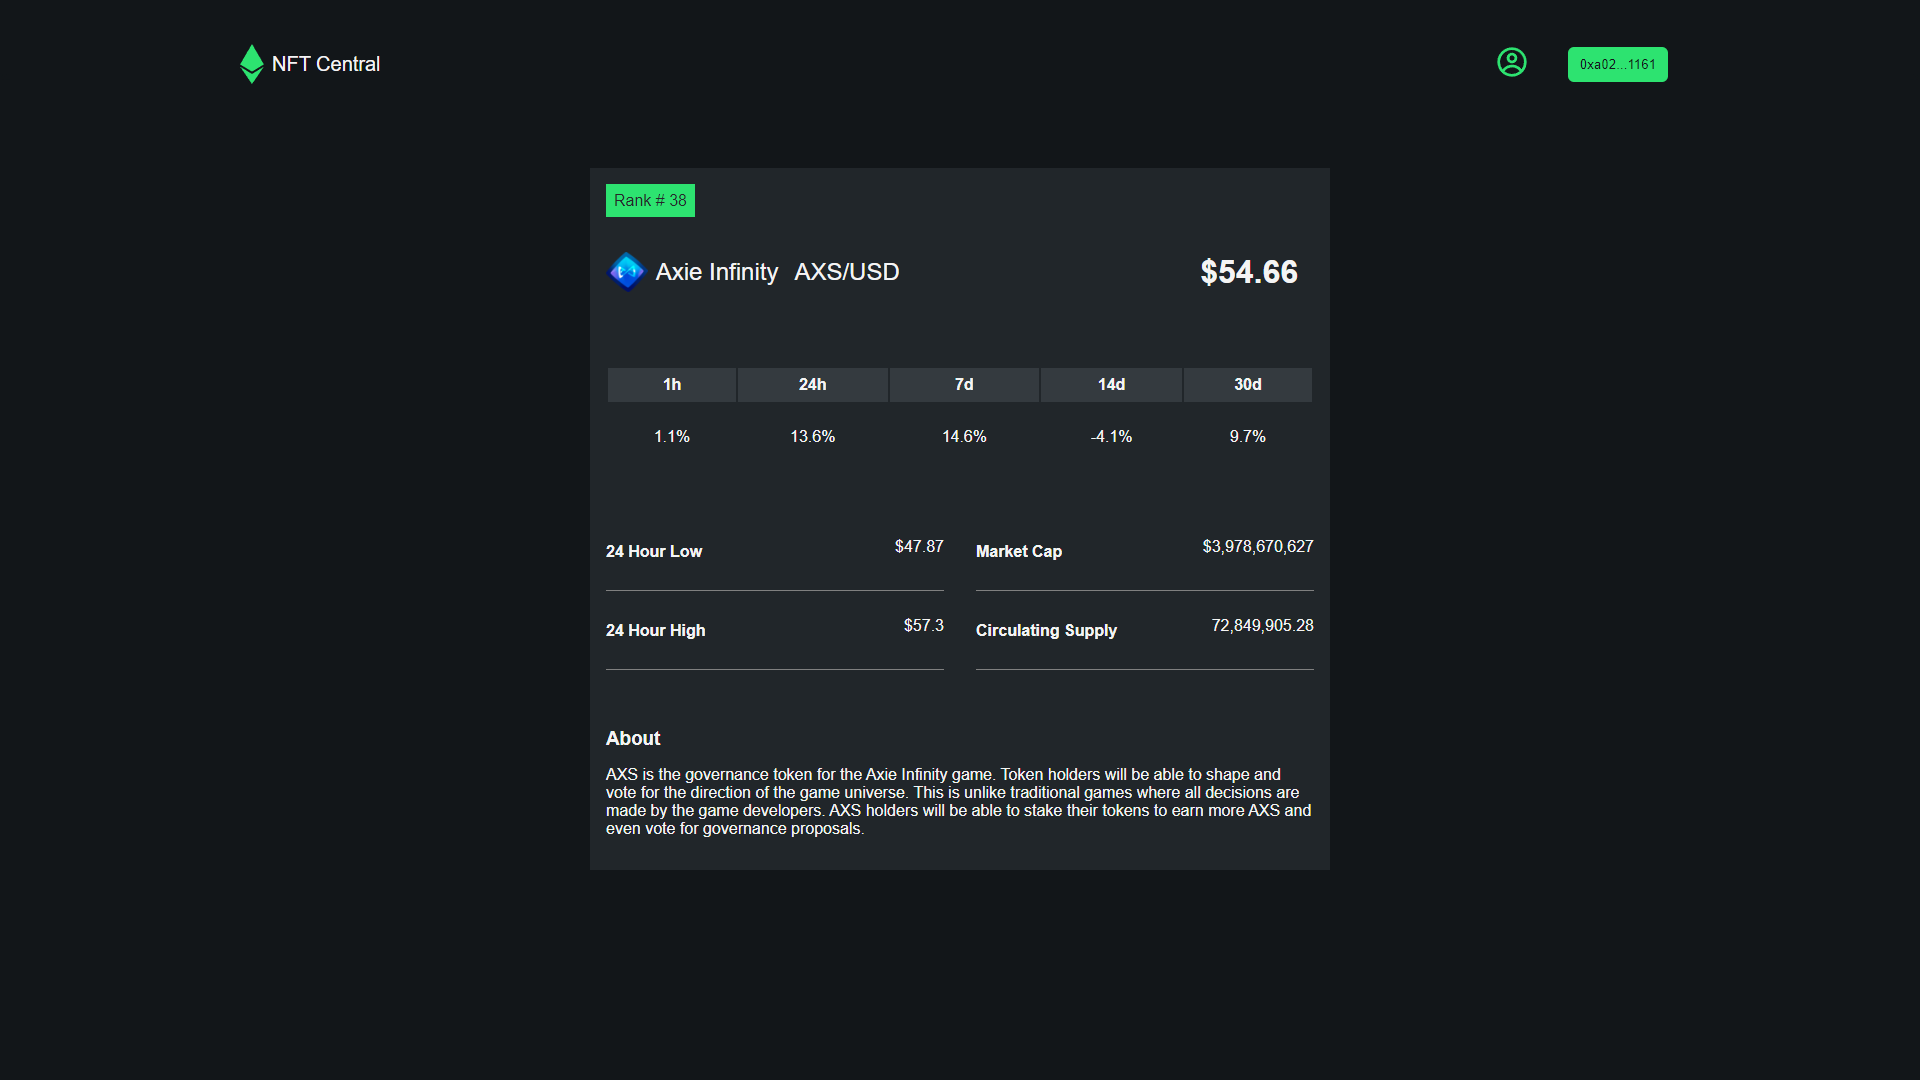 NFT Central
0xa02...1161
Rank # 38
Axie Infinity AXS/USD $54.66
1h 24h 7d 14d 30d
1.1% 13.6% 14.6% -4.1% 9.7%
24 Hour Low $47.87 Market Cap $3,978,670,627
24 Hour High $57.3 Circulating Supply 72,849,905.28
About
AXS is the governance token for the Axie Infinity game. Token holders will be able to shape and
vote for the direction of the game universe. This is unlike traditional games where all decisions are
made by the game developers. AXS holders will be able to stake their tokens to earn more AXS and
even vote for governance proposals.